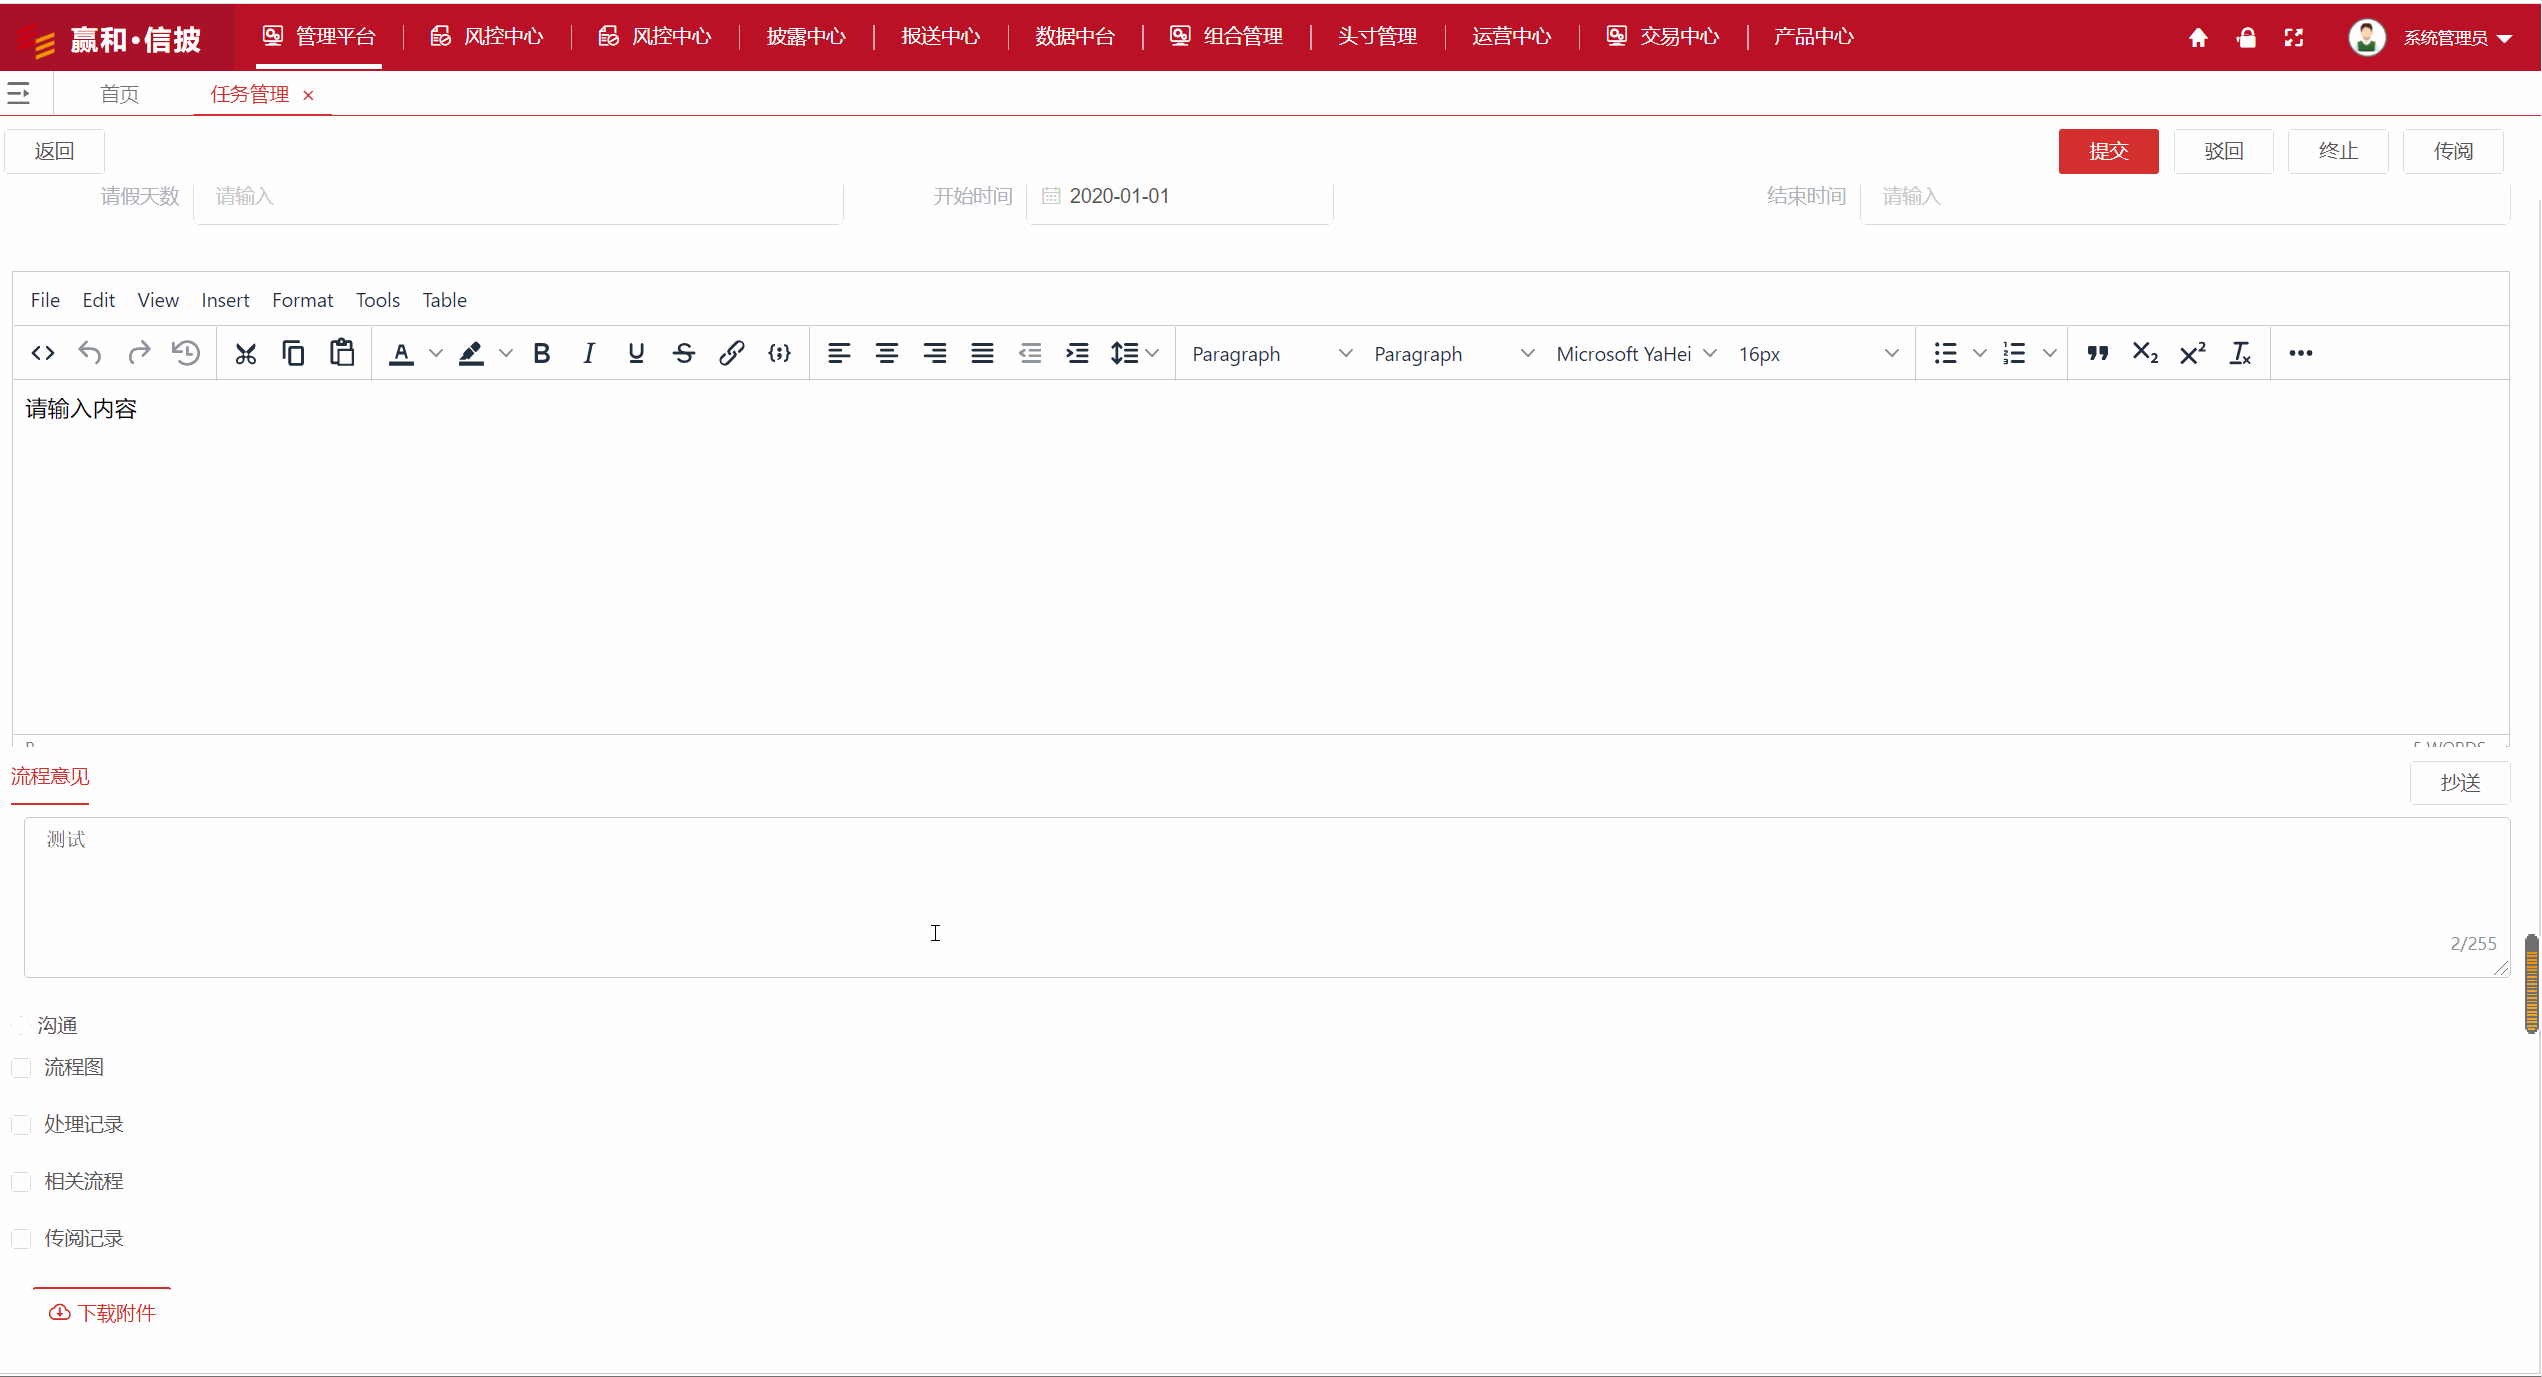 赢和·信披 管理平台 风控中心 风控中心 披露中心 报送中心 数据中台 组合管理 头寸管理 运营中心 交易中心 产品中心 系统管理员
首页 任务管理 ×
返回 提交 驳回 终止 传阅
请假天数 请输入 开始时间 2020-01-01 结束时间 请输入
File Edit View Insert Format Tools Table
Paragraph Paragraph Microsoft YaHei 16px
请输入内容
P 5 WORDS
流程意见 抄送
测试
2/255
沟通
流程图
处理记录
相关流程
传阅记录
下载附件